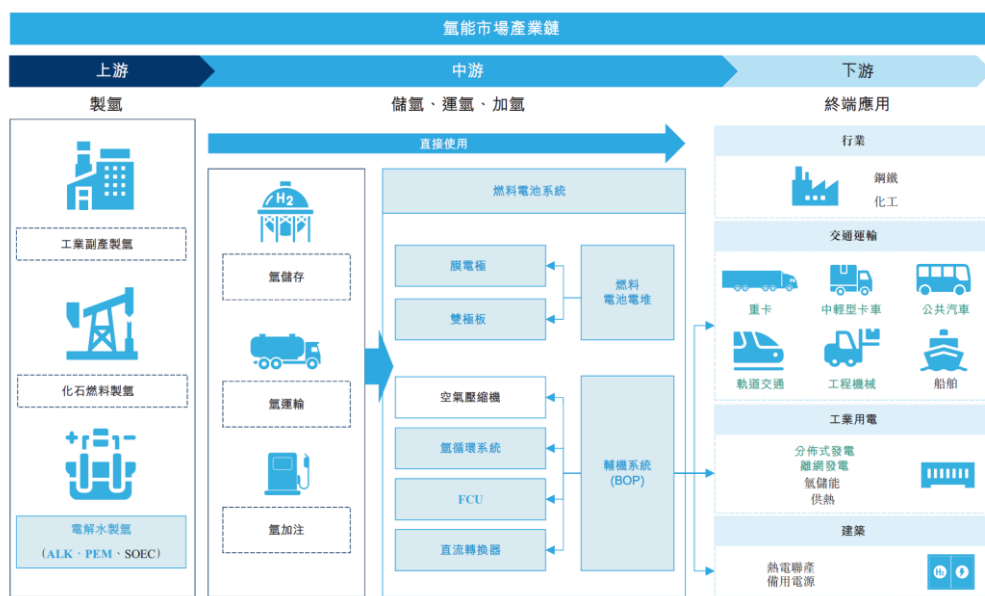 氫能市場產業鏈
上游
中游
下游
製氫
儲氫、運氫、加氫
終端應用
工業副產製氫
化石燃料製氫
電解水製氫
(ALK、PEM、SOEC)
直接使用
H2
氫儲存
氫運輸
氫加注
燃料電池系統
膜電極
雙極板
燃料
電池電堆
空氣壓縮機
氫循環系統
FCU
直流轉換器
輔機系統
(BOP)
行業
鋼鐵
化工
交通運輸
重卡
中輕型卡車
公共汽車
軌道交通
工程機械
船舶
工業用電
分佈式發電
離網發電
氫儲能
供熱
建築
熱電聯產
備用電源
H2